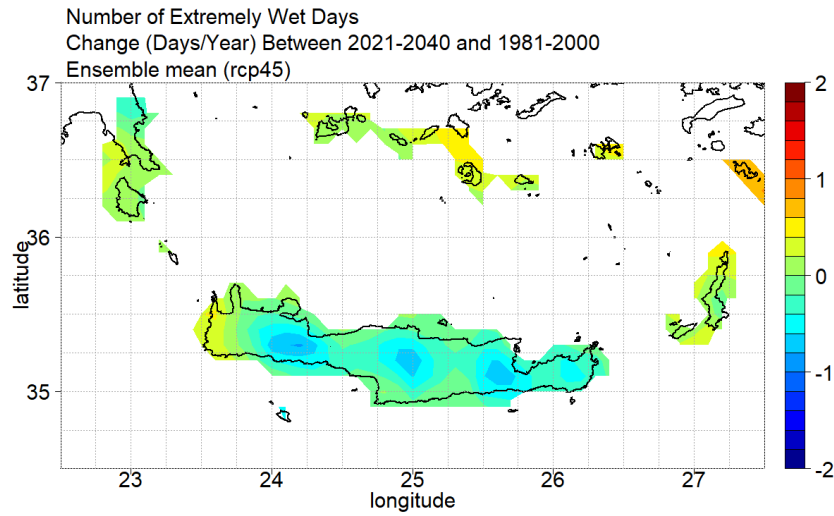 Number of Extremely Wet Days
Change (Days/Year) Between 2021-2040 and 1981-2000
Ensemble mean (rcp45)
37
36
35
latitude
23
24
25
26
27
longitude
2
1
0
-1
-2